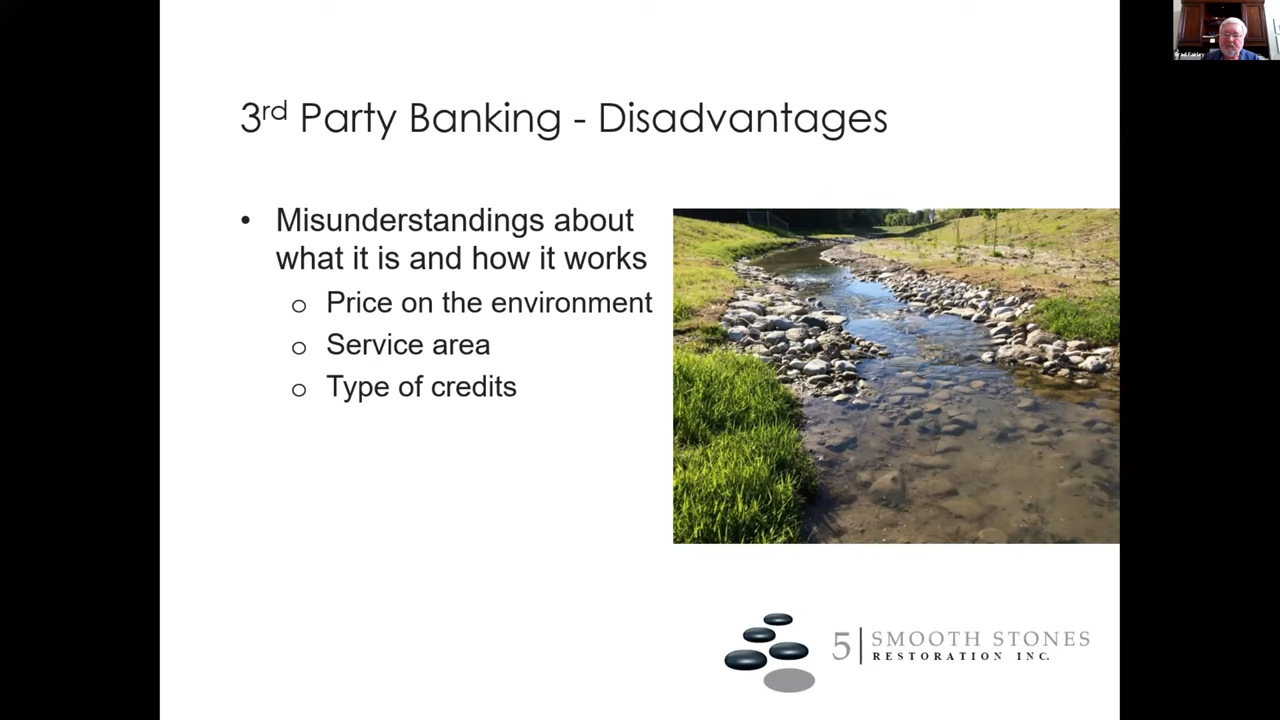 3rd Party Banking - Disadvantages
• Misunderstandings about
what it is and how it works
o Price on the environment
o Service area
o Type of credits
5 | SMOOTH STONES
RESTORATION INC.